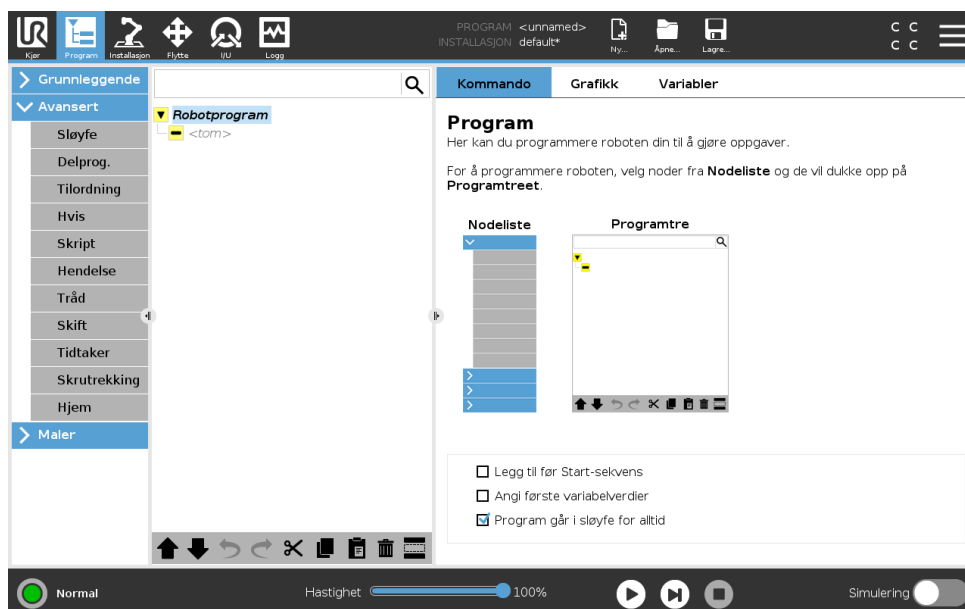 UR
Kjør
Program
Installasjon
Flytte
I/U
Logg
PROGRAM <unnamed>
INSTALLASJON default*
Ny...
Åpne...
Lagre...
C C
C C
Grunnleggende
Avansert
Sløyfe
Delprog.
Tilordning
Hvis
Skript
Hendelse
Tråd
Skift
Tidtaker
Skrutrekking
Hjem
Maler
Robotprogram
<tom>
Kommando
Grafikk
Variabler
Program
Her kan du programmere roboten din til å gjøre oppgaver.
For å programmere roboten, velg noder fra Nodeliste og de vil dukke opp på
Programtreet.
Nodeliste
Programtre
Legg til før Start-sekvens
Angi første variabelverdier
Program går i sløyfe for alltid
Normal
Hastighet
100%
Simulering